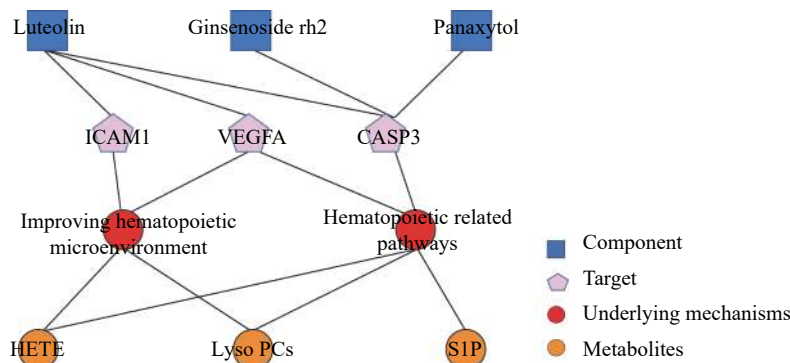 Luteolin
Ginsenoside rh2
Panaxytol
ICAM1
VEGFA
CASP3
Improving hematopoietic
microenvironment
Hematopoietic related
pathways
HETE
Lyso PCs
S1P
Component
Target
Underlying mechanisms
Metabolites